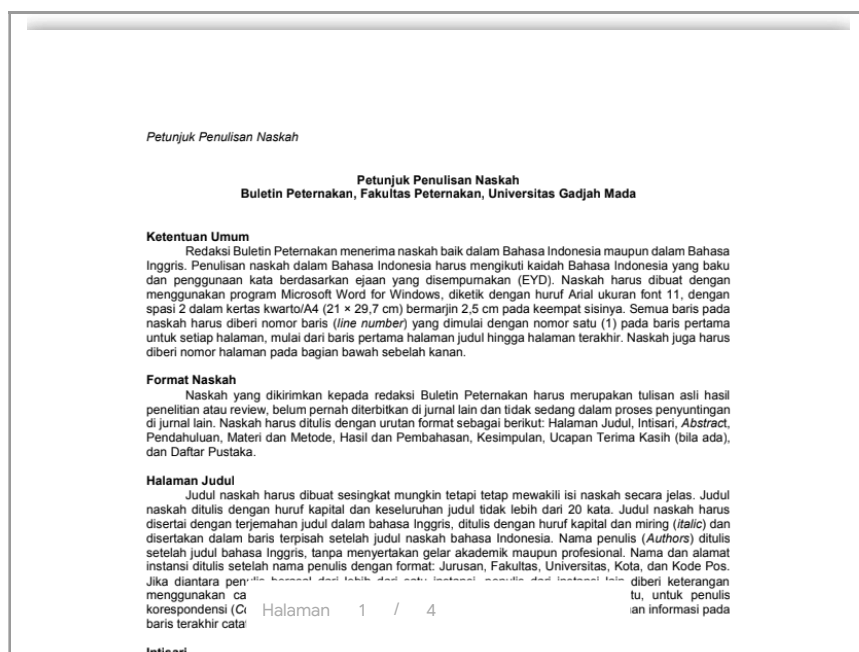 Petunjuk Penulisan Naskah
Petunjuk Penulisan Naskah
Buletin Peternakan, Fakultas Peternakan, Universitas Gadjah Mada
Ketentuan Umum
Redaksi Buletin Peternakan menerima naskah baik dalam Bahasa Indonesia maupun dalam Bahasa
Inggris. Penulisan naskah dalam Bahasa Indonesia harus mengikuti kaidah Bahasa Indonesia yang baku
dan penggunaan kata berdasarkan ejaan yang disempurnakan (EYD). Naskah harus dibuat dengan
menggunakan program Microsoft Word for Windows, diketik dengan huruf Arial ukuran font 11, dengan
spasi 2 dalam kertas kwarto/A4 (21 × 29,7 cm) bermarjin 2,5 cm pada keempat sisinya. Semua baris pada
naskah harus diberi nomor baris (line number) yang dimulai dengan nomor satu (1) pada baris pertama
untuk setiap halaman, mulai dari baris pertama halaman judul hingga halaman terakhir. Naskah juga harus
diberi nomor halaman pada bagian bawah sebelah kanan.
Format Naskah
Naskah yang dikirimkan kepada redaksi Buletin Peternakan harus merupakan tulisan asli hasil
penelitian atau review, belum pernah diterbitkan di jurnal lain dan tidak sedang dalam proses penyuntingan
di jurnal lain. Naskah harus ditulis dengan urutan format sebagai berikut: Halaman Judul, Intisari, Abstract,
Pendahuluan, Materi dan Metode, Hasil dan Pembahasan, Kesimpulan, Ucapan Terima Kasih (bila ada),
dan Daftar Pustaka.
Halaman Judul
Judul naskah harus dibuat sesingkat mungkin tetapi tetap mewakili isi naskah secara jelas. Judul
naskah ditulis dengan huruf kapital dan keseluruhan judul tidak lebih dari 20 kata. Judul naskah harus
disertai dengan terjemahan judul dalam bahasa Inggris, ditulis dengan huruf kapital dan miring (italic) dan
disertakan dalam baris terpisah setelah judul naskah bahasa Indonesia. Nama penulis (Authors) ditulis
setelah judul bahasa Inggris, tanpa menyertakan gelar akademik maupun profesional. Nama dan alamat
instansi ditulis setelah nama penulis dengan format: Jurusan, Fakultas, Universitas, Kota, dan Kode Pos.
Jika diantara penulis berasal dari lebih dari satu instansi, penulis dari instansi lain diberi keterangan
menggunakan tu, untuk penulis
korespondensi informasi pada
baris terakhir
Halaman 1 / 4
Intisari